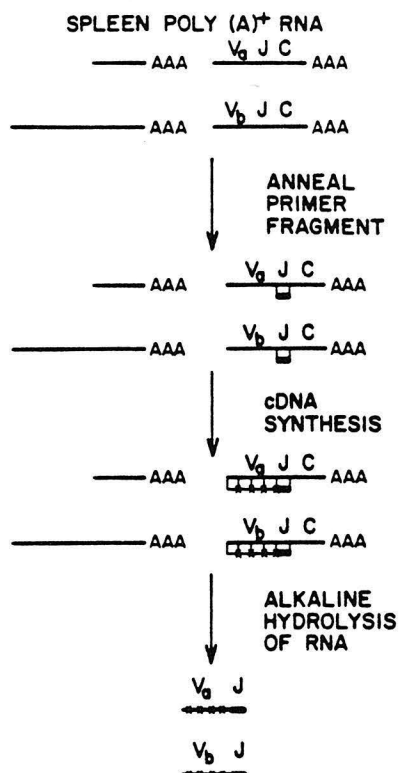 SPLEEN POLY (A)+ RNA
Va J C
AAA AAA
Vb J C
AAA AAA
ANNEAL
PRIMER
FRAGMENT
Va J C
AAA AAA
Vb J C
AAA AAA
cDNA
SYNTHESIS
Va J C
AAA AAA
Vb J C
AAA AAA
ALKALINE
HYDROLYSIS
OF RNA
Va J
Vb J